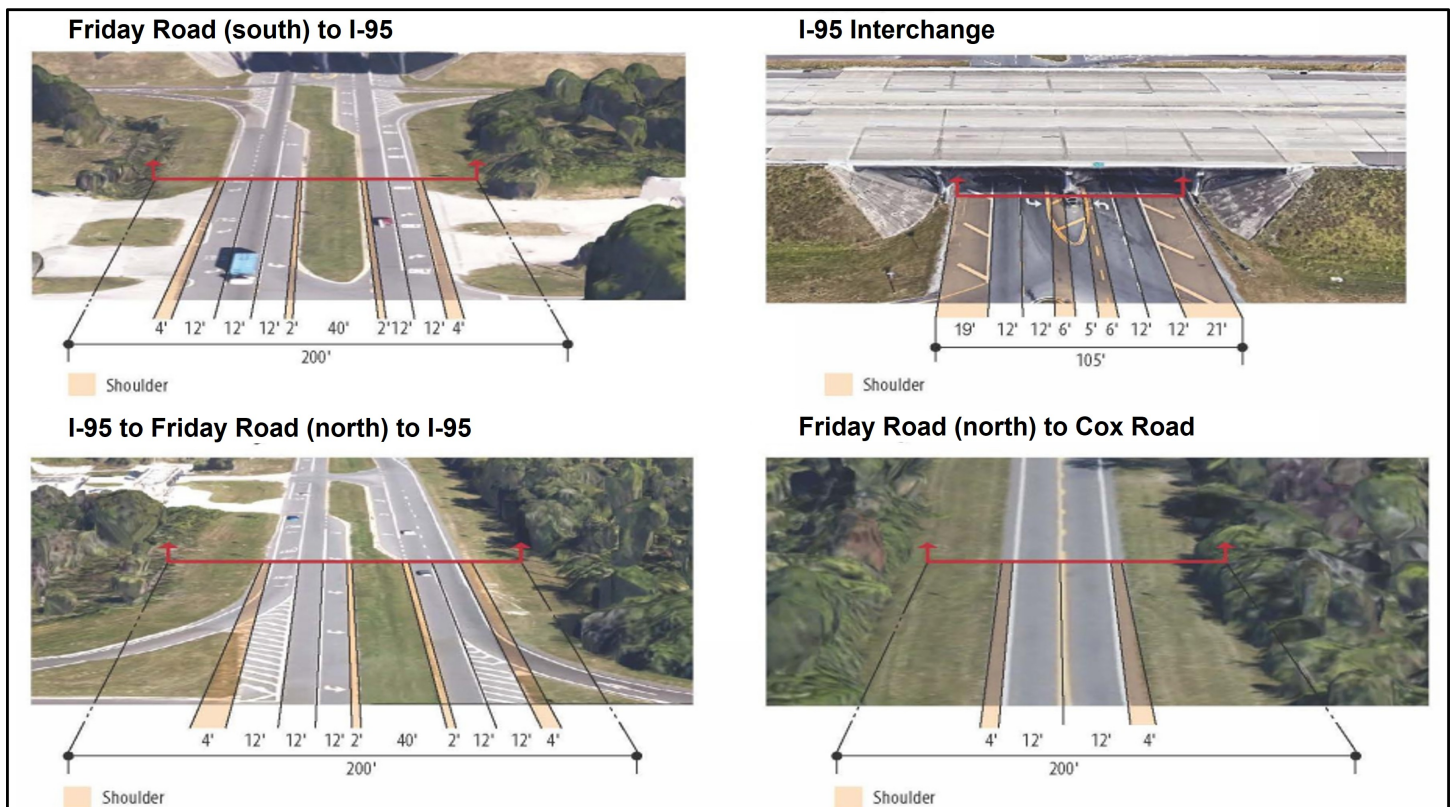 Friday Road (south) to I-95
4' 12' 12' 12' 2' 40' 2' 12' 12' 4'
200'
Shoulder
I-95 Interchange
19' 12' 12' 6' 5' 6' 12' 12' 21'
105'
Shoulder
I-95 to Friday Road (north) to I-95
4' 12' 12' 12' 2' 40' 2' 12' 12' 4'
200'
Shoulder
Friday Road (north) to Cox Road
4' 12' 12' 4'
200'
Shoulder